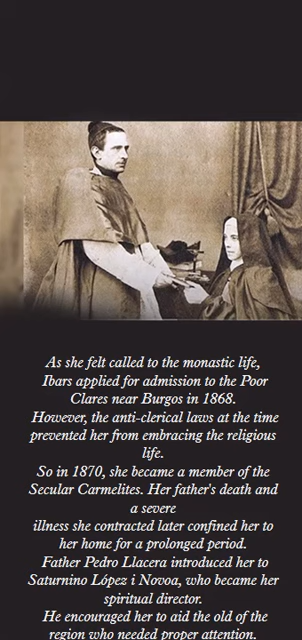 As she felt called to the monastic life,
Ibars applied for admission to the Poor
Clares near Burgos in 1868.
However, the anti-clerical laws at the time
prevented her from embracing the religious
life.
So in 1870, she became a member of the
Secular Carmelites. Her father's death and
a severe
illness she contracted later confined her to
her home for a prolonged period.
Father Pedro Llacera introduced her to
Saturnino López i Novoa, who became her
spiritual director.
He encouraged her to aid the old of the
region who needed proper attention.